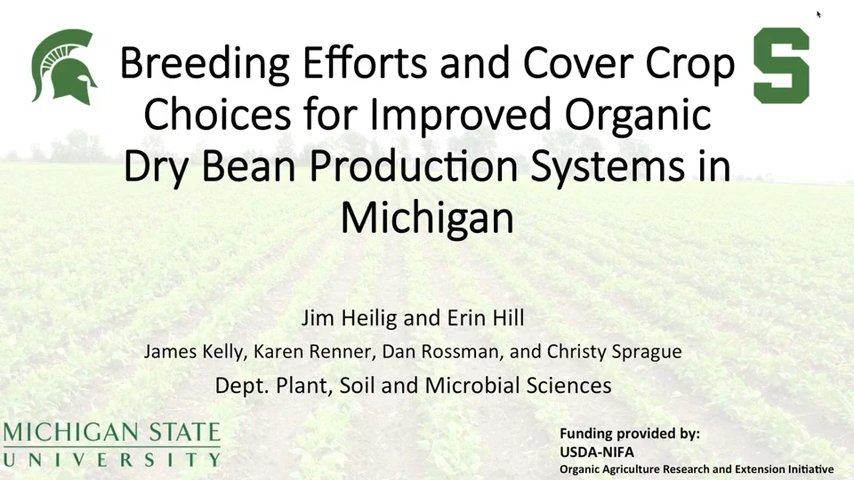 Breeding Efforts and Cover Crop
Choices for Improved Organic
Dry Bean Production Systems in
Michigan
Jim Heilig and Erin Hill
James Kelly, Karen Renner, Dan Rossman, and Christy Sprague
Dept. Plant, Soil and Microbial Sciences
MICHIGAN STATE
UNIVERSITY
Funding provided by:
USDA-NIFA
Organic Agriculture Research and Extension Initiative
S